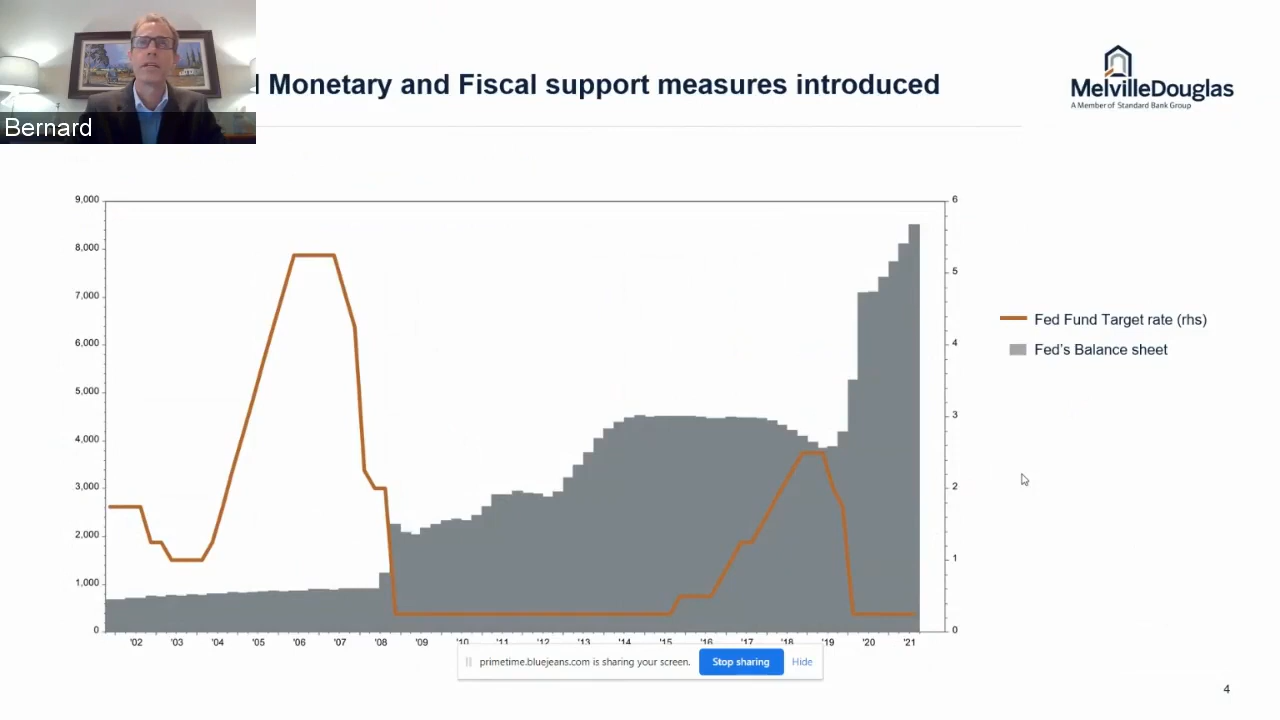 Monetary and Fiscal support measures introduced
MelvilleDouglas
A Member of Standard Bank Group
Bernard
9,000
8,000
7,000
6,000
5,000
4,000
3,000
2,000
1,000
0
6
5
4
3
2
1
0
'02 '03 '04 '05 '06 '07 '08 '09 '10 '11 '12 '13 '14 '15 '16 '17 '18 '19 '20 '21
Fed Fund Target rate (rhs)
Fed's Balance sheet
primetime.bluejeans.com is sharing your screen. Stop sharing Hide
4